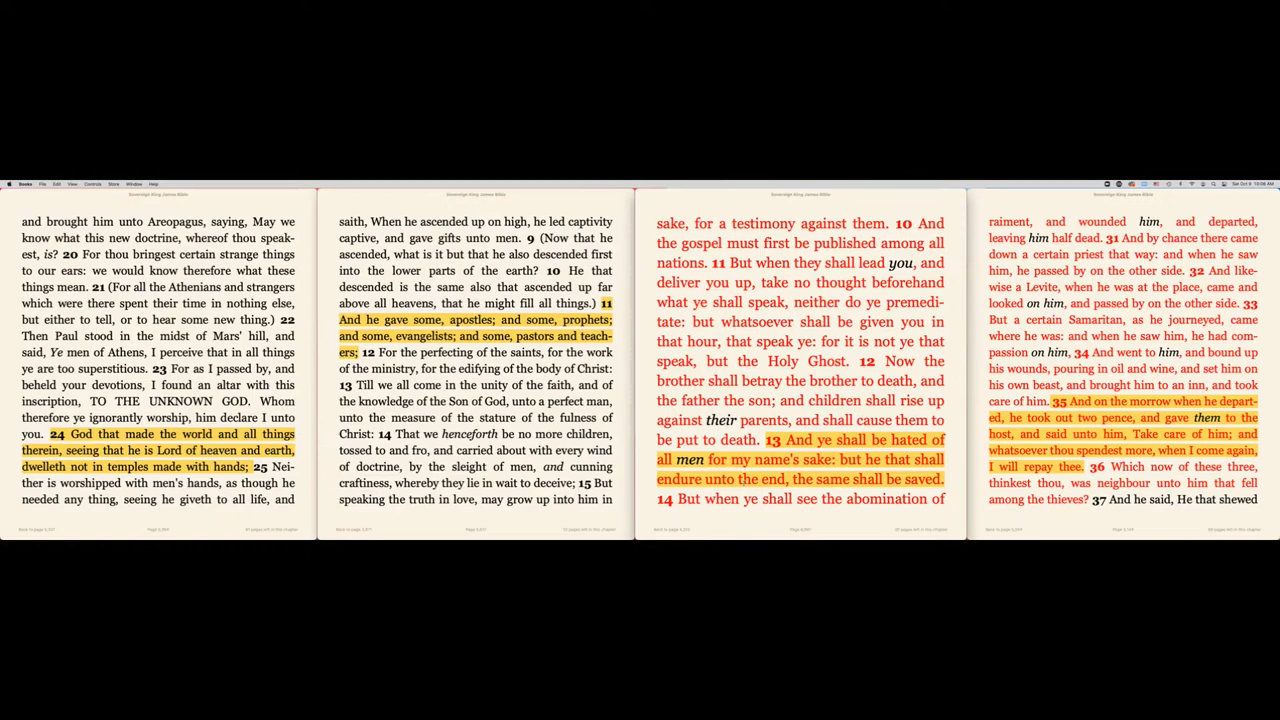 Books File Edit View Controls Store Window Help
Sat Oct 9 10:06 AM
Sovereign King James Bible
and brought him unto Areopagus, saying, May we
know what this new doctrine, whereof thou speak-
est, is? 20 For thou bringest certain strange things
to our ears: we would know therefore what these
things mean. 21 (For all the Athenians and strangers
which were there spent their time in nothing else,
but either to tell, or to hear some new thing.) 22
Then Paul stood in the midst of Mars' hill, and
said, Ye men of Athens, I perceive that in all things
ye are too superstitious. 23 For as I passed by, and
beheld your devotions, I found an altar with this
inscription, TO THE UNKNOWN GOD. Whom
therefore ye ignorantly worship, him declare I unto
you. 24 God that made the world and all things
therein, seeing that he is Lord of heaven and earth,
dwelleth not in temples made with hands; 25 Nei-
ther is worshipped with men's hands, as though he
needed any thing, seeing he giveth to all life, and
Sovereign King James Bible
saith, When he ascended up on high, he led captivity
captive, and gave gifts unto men. 9 (Now that he
ascended, what is it but that he also descended first
into the lower parts of the earth? 10 He that
descended is the same also that ascended up far
above all heavens, that he might fill all things.) 11
And he gave some, apostles; and some, prophets;
and some, evangelists; and some, pastors and teach-
ers; 12 For the perfecting of the saints, for the work
of the ministry, for the edifying of the body of Christ:
13 Till we all come in the unity of the faith, and of
the knowledge of the Son of God, unto a perfect man,
unto the measure of the stature of the fulness of
Christ: 14 That we henceforth be no more children,
tossed to and fro, and carried about with every wind
of doctrine, by the sleight of men, and cunning
craftiness, whereby they lie in wait to deceive; 15 But
speaking the truth in love, may grow up into him in
Sovereign King James Bible
sake, for a testimony against them. 10 And
the gospel must first be published among all
nations. 11 But when they shall lead you, and
deliver you up, take no thought beforehand
what ye shall speak, neither do ye premedi-
tate: but whatsoever shall be given you in
that hour, that speak ye: for it is not ye that
speak, but the Holy Ghost. 12 Now the
brother shall betray the brother to death, and
the father the son; and children shall rise up
against their parents, and shall cause them to
be put to death. 13 And ye shall be hated of
all men for my name's sake: but he that shall
endure unto the end, the same shall be saved.
14 But when ye shall see the abomination of
Sovereign King James Bible
raiment, and wounded him, and departed,
leaving him half dead. 31 And by chance there came
down a certain priest that way: and when he saw
him, he passed by on the other side. 32 And like-
wise a Levite, when he was at the place, came and
looked on him, and passed by on the other side. 33
But a certain Samaritan, as he journeyed, came
where he was: and when he saw him, he had com-
passion on him, 34 And went to him, and bound up
his wounds, pouring in oil and wine, and set him on
his own beast, and brought him to an inn, and took
care of him. 35 And on the morrow when he depart-
ed, he took out two pence, and gave them to the
host, and said unto him, Take care of him; and
whatsoever thou spendest more, when I come again,
I will repay thee. 36 Which now of these three,
thinkest thou, was neighbour unto him that fell
among the thieves? 37 And he said, He that shewed